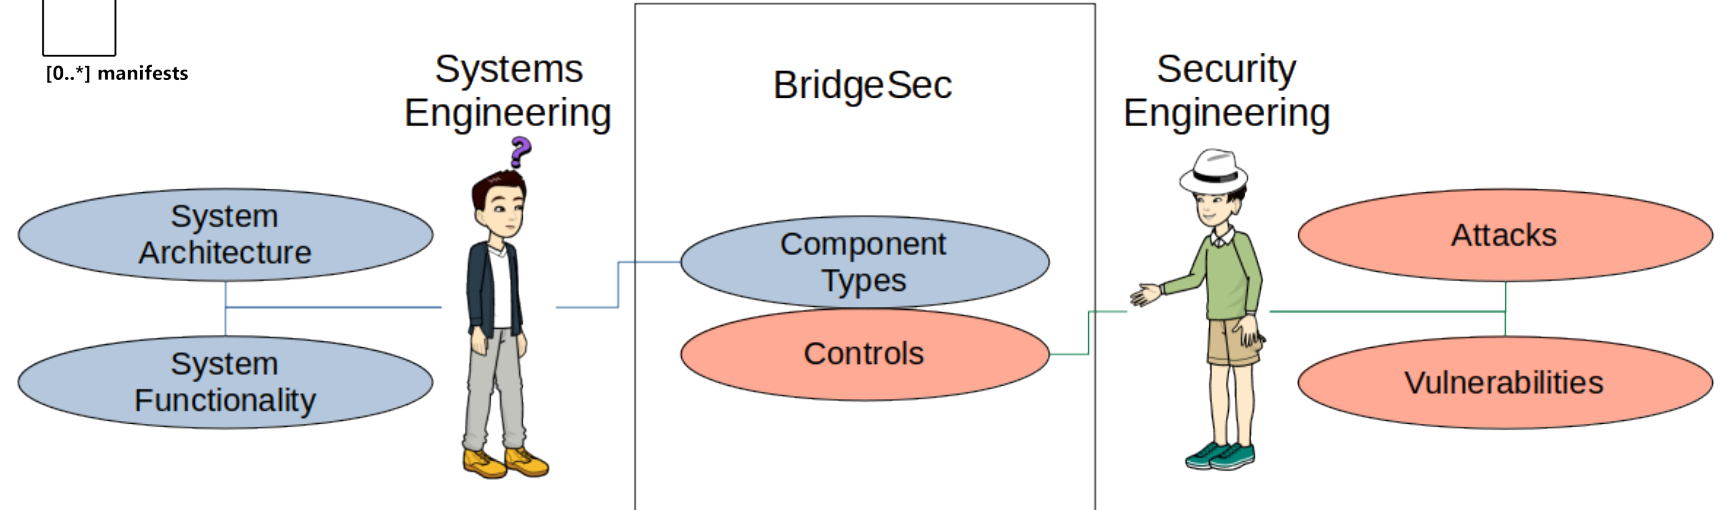 [0..*] manifests
Systems
Engineering
BridgeSec
Security
Engineering
?
System
Architecture
Component
Types
Attacks
System
Functionality
Controls
Vulnerabilities